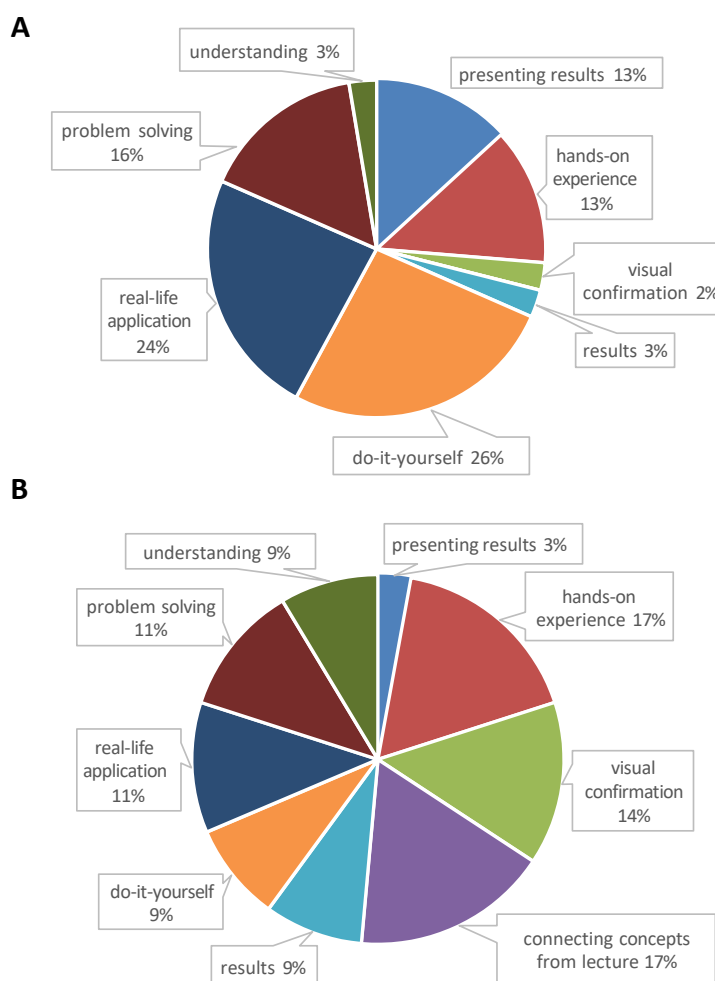 A
understanding 3%
presenting results 13%
problem solving
16%
hands-on
experience
13%
visual
confirmation 2%
real-life
application
24%
results 3%
do-it-yourself 26%
B
understanding 9%
presenting results 3%
problem solving
11%
hands-on
experience 17%
real-life
application
11%
visual
confirmation
14%
do-it-yourself
9%
results 9%
connecting concepts
from lecture 17%